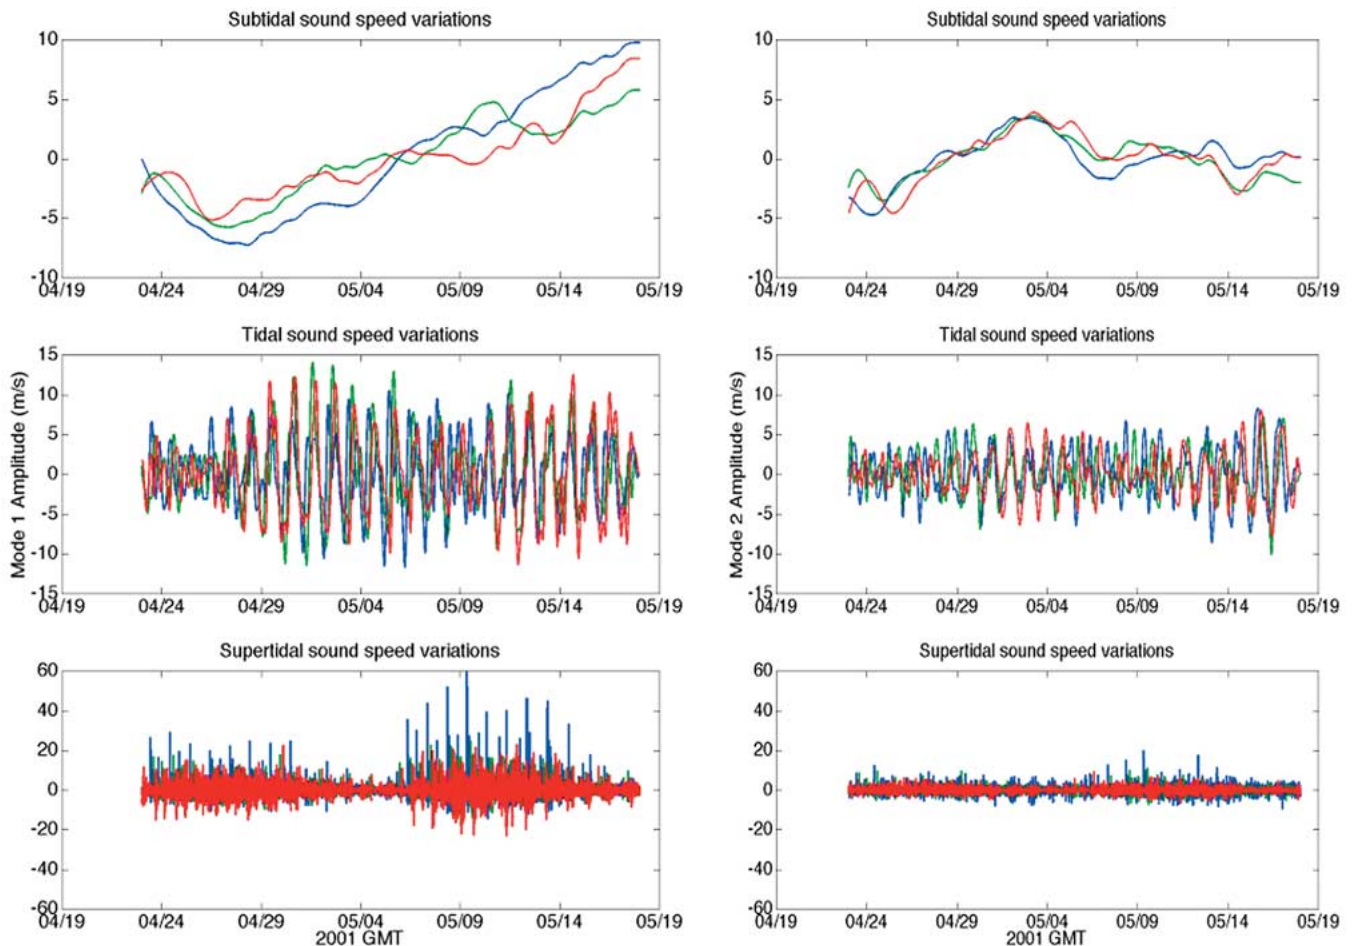 Subtidal sound speed variations
10
5
0
-5
-10
04/19 04/24 04/29 05/04 05/09 05/14 05/19
Subtidal sound speed variations
10
5
0
-5
-10
04/19 04/24 04/29 05/04 05/09 05/14 05/19
Tidal sound speed variations
Mode 1 Amplitude (m/s)
15
10
5
0
-5
-10
-15
04/19 04/24 04/29 05/04 05/09 05/14 05/19
Tidal sound speed variations
Mode 2 Amplitude (m/s)
15
10
5
0
-5
-10
-15
04/19 04/24 04/29 05/04 05/09 05/14 05/19
Supertidal sound speed variations
60
40
20
0
-20
-40
-60
04/19 04/24 04/29 05/04 05/09 05/14 05/19
2001 GMT
Supertidal sound speed variations
60
40
20
0
-20
-40
-60
04/19 04/24 04/29 05/04 05/09 05/14 05/19
2001 GMT